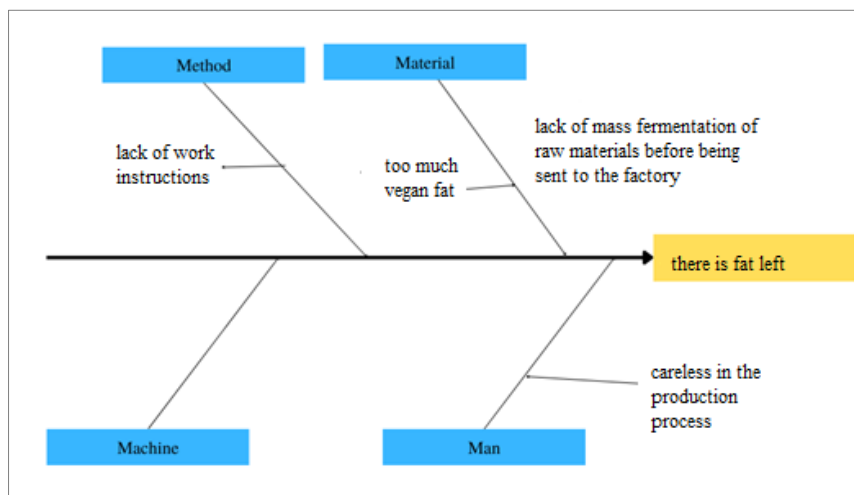 Method
Material
lack of work
instructions
too much
vegan fat
lack of mass fermentation of
raw materials before being
sent to the factory
there is fat left
careless in the
production
process
Machine
Man